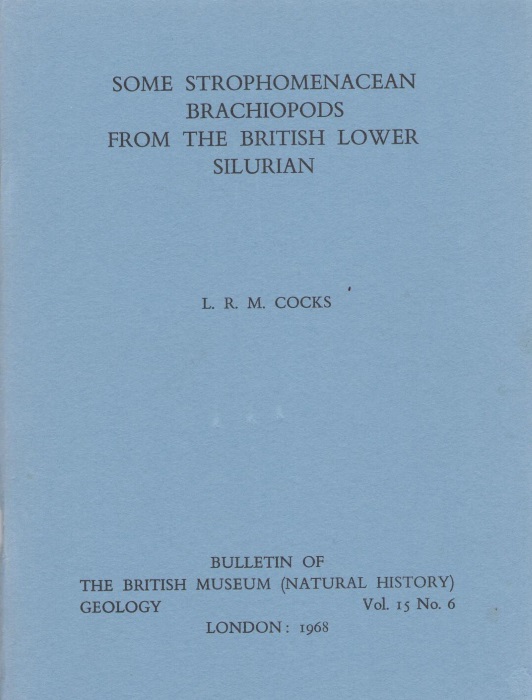 SOME STROPHOMENACEAN
BRACHIOPODS
FROM THE BRITISH LOWER
SILURIAN
L. R. M. COCKS
BULLETIN OF
THE BRITISH MUSEUM (NATURAL HISTORY)
GEOLOGY Vol. 15 No. 6
LONDON: 1968